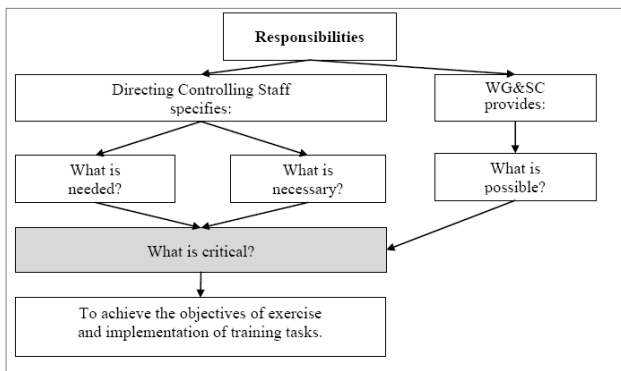 Responsibilities
Directing Controlling Staff
specifies:
WG&SC
provides:
What is
needed?
What is
necessary?
What is
possible?
What is critical?
To achieve the objectives of exercise
and implementation of training tasks.